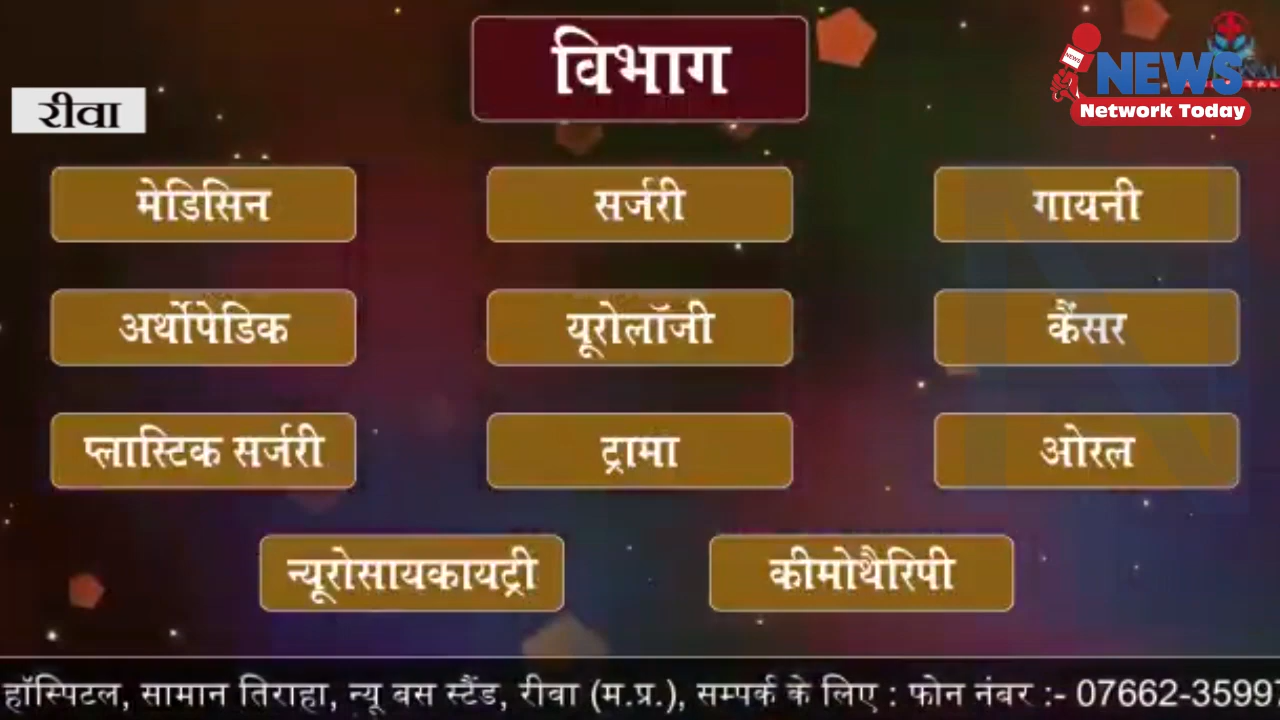 विभाग
रीवा
NEWS
Network Today
मेडिसिन
सर्जरी
गायनी
अर्थोपेडिक
यूरोलॉजी
कैंसर
प्लास्टिक सर्जरी
ट्रामा
ओरल
न्यूरोसायकायट्री
कीमोथैरिपी
हॉस्पिटल, सामान तिराहा, न्यू बस स्टैंड, रीवा (म.प्र.), सम्पर्क के लिए : फोन नंबर :- 07662-3599